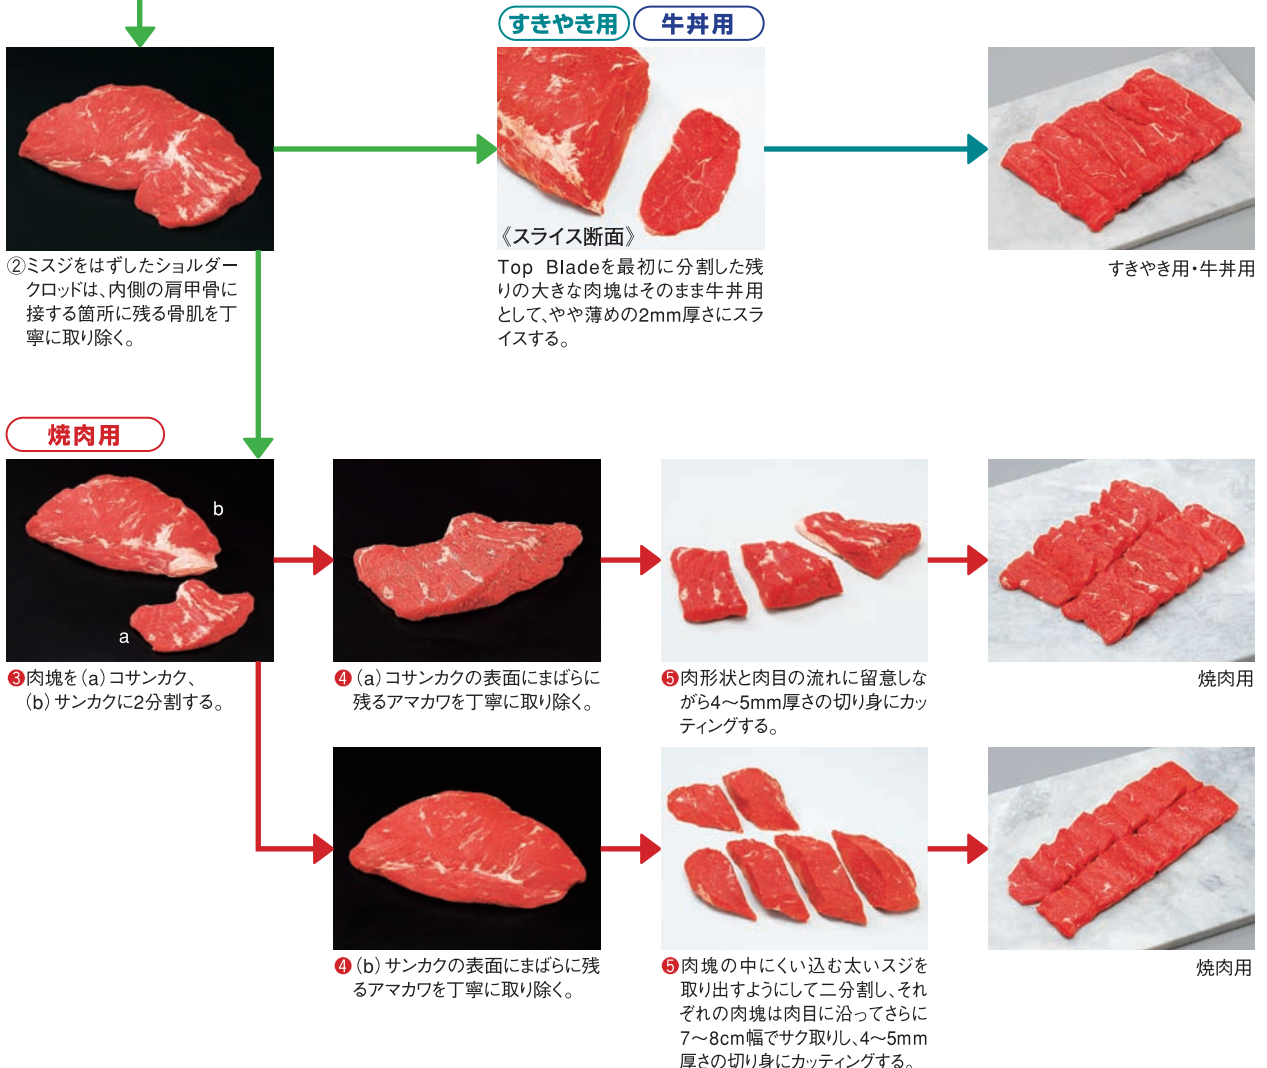 すきやき用 牛丼用
《スライス断面》
②ミスジをはずしたショルダー
クロッドは、内側の肩甲骨に
接する箇所に残る骨肌を丁
寧に取り除く。
Top Bladeを最初に分割した残
りの大きな肉塊はそのまま牛丼用
として、やや薄めの2mm厚さにスラ
イスする。
すきやき用・牛丼用
焼肉用
b
a
❸肉塊を（a）コサンカク、
（b）サンカクに2分割する。
❹（a）コサンカクの表面にまばらに
残るアマカワを丁寧に取り除く。
❺肉形状と肉目の流れに留意しな
がら4〜5mm厚さの切り身にカッ
ティングする。
焼肉用
❹（b）サンカクの表面にまばらに残
るアマカワを丁寧に取り除く。
❺肉塊の中にくい込む太いスジを
取り出すようにして二分割し、それ
ぞれの肉塊は肉目に沿ってさらに
7〜8cm幅でサク取りし、4〜5mm
厚さの切り身にカッティングする。
焼肉用